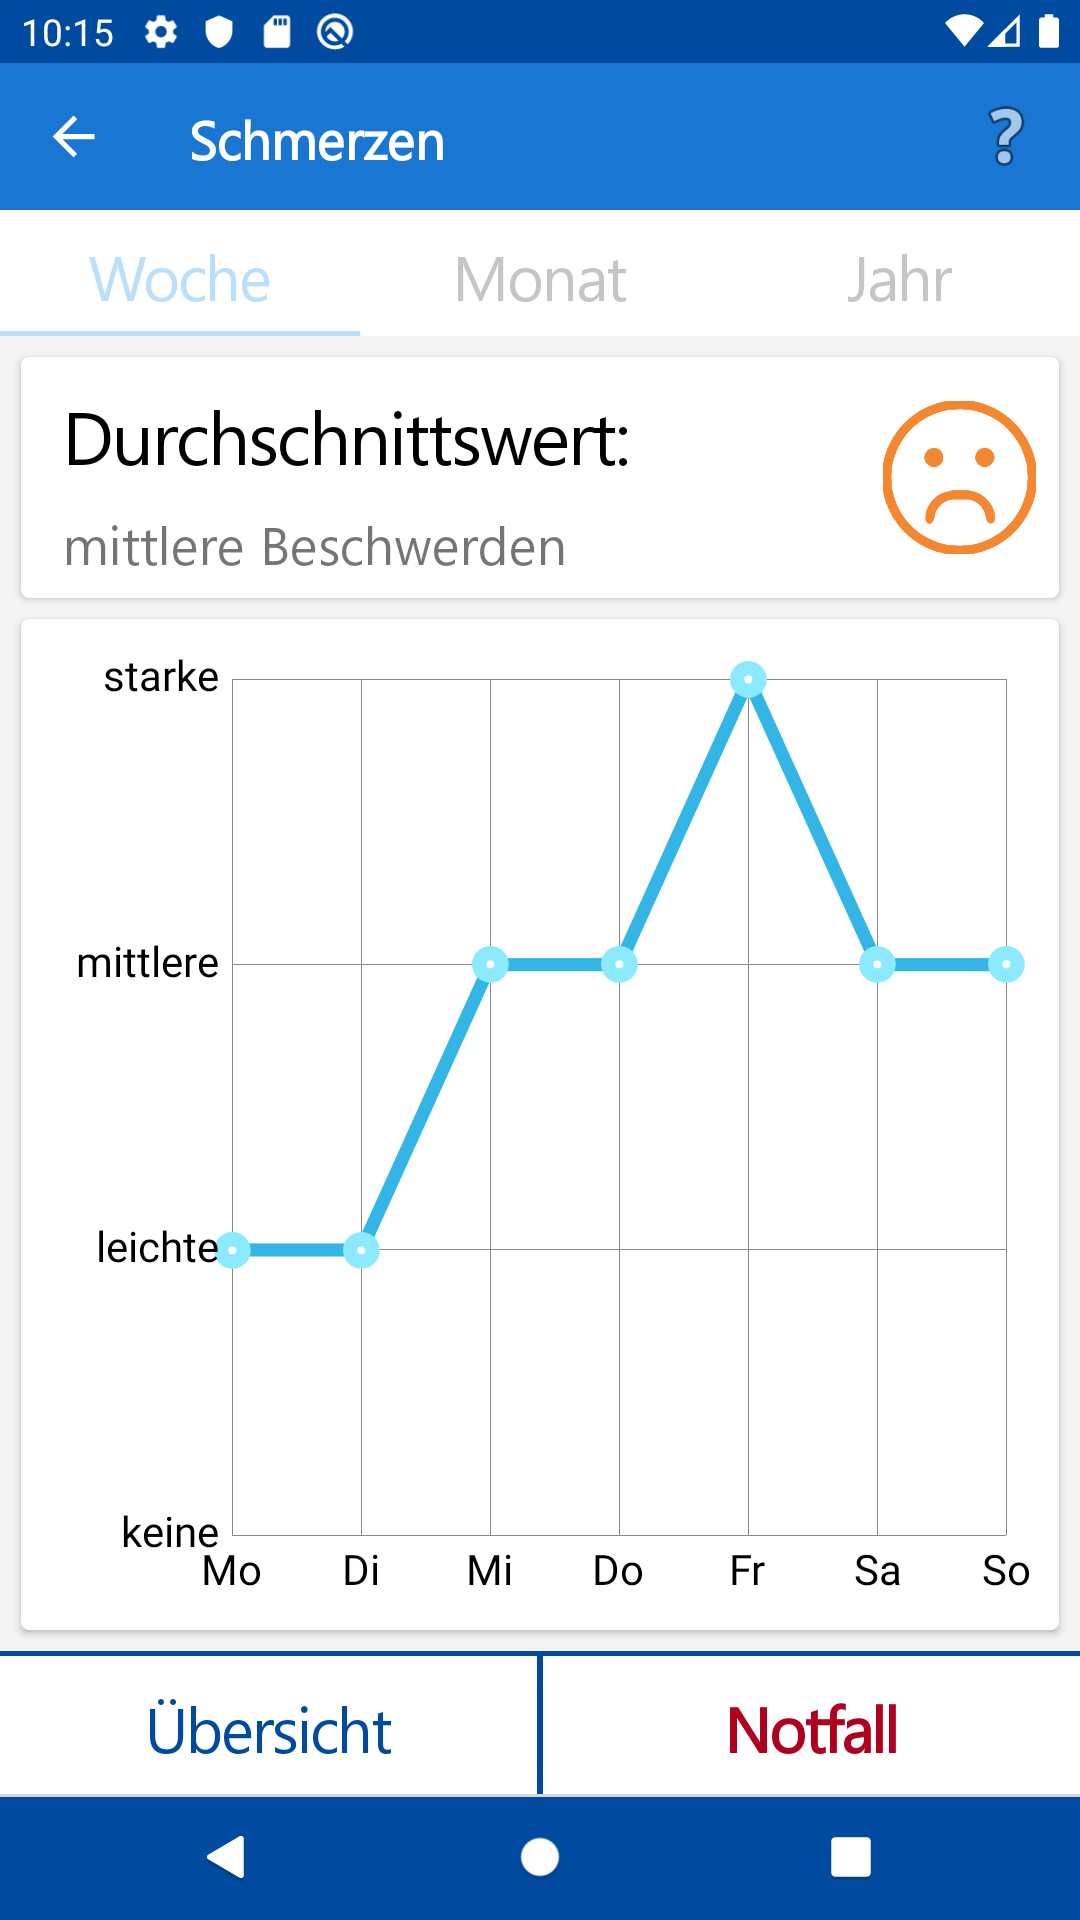 10:15
Schmerzen
?
Woche Monat Jahr
Durchschnittswert:
mittlere Beschwerden
starke
mittlere
leichte
keine
Mo Di Mi Do Fr Sa So
Übersicht Notfall